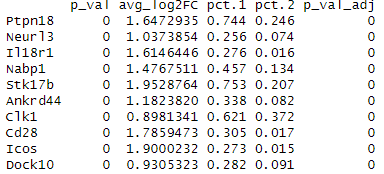 p_val avg_log2FC pct.1 pct.2 p_val_adj
Ptpn18 0 1.6472935 0.744 0.246 0
Neurl3 0 1.0373854 0.256 0.074 0
Il18r1 0 1.6146446 0.276 0.016 0
Nabp1 0 1.4767511 0.457 0.134 0
Stk17b 0 1.9528764 0.753 0.207 0
Ankrd44 0 1.1823820 0.338 0.082 0
Clk1 0 0.8981341 0.621 0.372 0
Cd28 0 1.7859473 0.305 0.017 0
Icos 0 1.9000232 0.273 0.015 0
Dock10 0 0.9305323 0.282 0.091 0